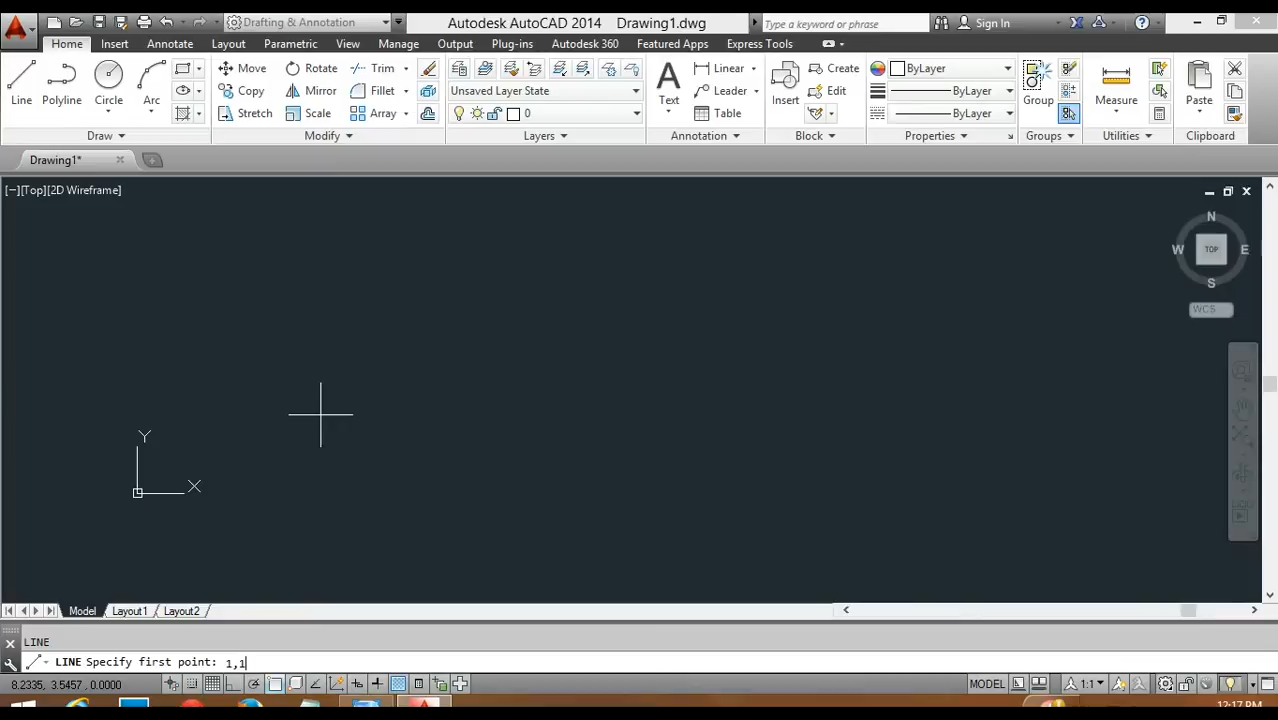 Drafting & Annotation
Autodesk AutoCAD 2014 Drawing1.dwg
Type a keyword or phrase
Sign In
Home Insert Annotate Layout Parametric View Manage Output Plug-ins Autodesk 360 Featured Apps Express Tools
Move Rotate Trim
Unsaved Layer State
Linear Create
ByLayer
Line Polyline Circle Arc
Copy Mirror Fillet
Text Leader
Insert Edit
ByLayer
Group Measure Paste
Stretch Scale Array
0
Table
ByLayer
Draw Modify Layers Annotation Block Properties Groups Utilities Clipboard
Drawing1*
[−][Top][2D Wireframe]
N
W TOP E
S
WCS
Y
X
Model Layout1 Layout2
LINE
LINE Specify first point: 1,1
8.2335, 3.5457, 0.0000
MODEL 1:1
12:17 PM